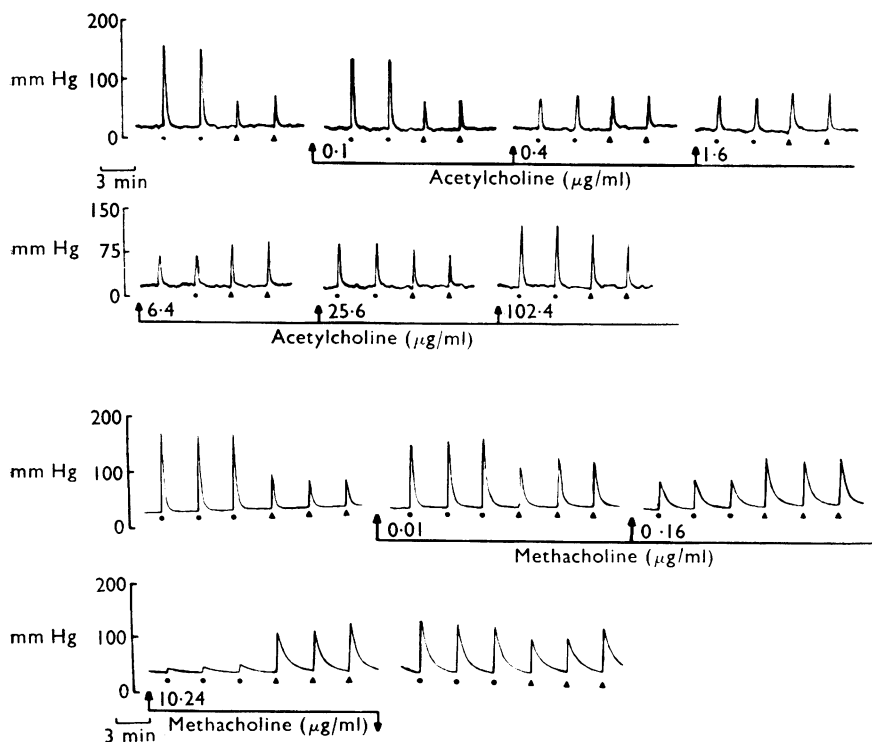 200
mm Hg 100
0
3 min
0·1 0·4 1·6
Acetylcholine (μg/ml)
150
mm Hg 75
0
6·4 25·6 102·4
Acetylcholine (μg/ml)
200
mm Hg 100
0
0·01 0·16
Methacholine (μg/ml)
200
mm Hg 100
0
10·24
3 min Methacholine (μg/ml)